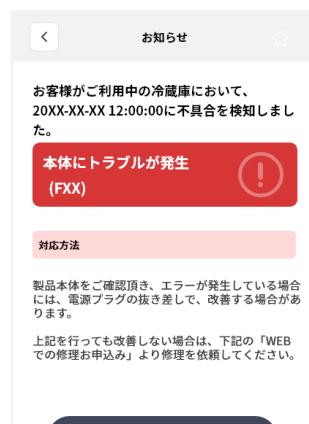 お知らせ
お客様がご利用中の冷蔵庫において、
20XX-XX-XX 12:00:00に不具合を検知しまし
た。
本体にトラブルが発生
(FXX)
対応方法
製品本体をご確認頂き、エラーが発生している場合
には、電源プラグの抜き差しで、改善する場合があ
ります。
上記を行っても改善しない場合は、下記の「WEB
での修理お申込み」より修理を依頼してください。